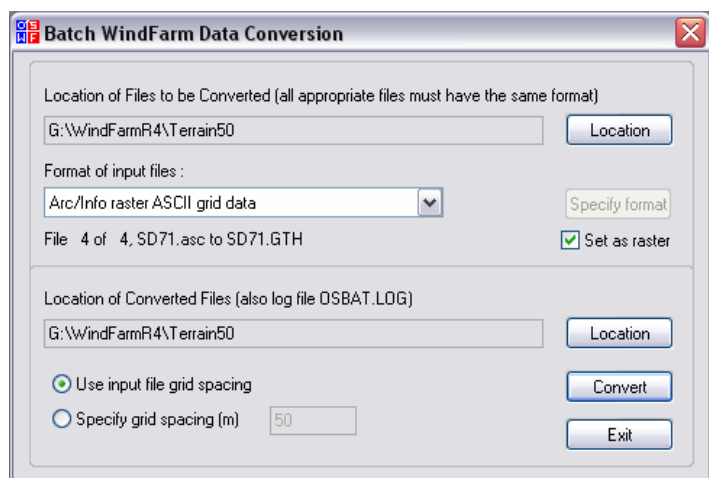 OS WF Batch WindFarm Data Conversion
Location of Files to be Converted (all appropriate files must have the same format)
G:\WindFarmR4\Terrain50 Location
Format of input files :
Arc/Info raster ASCII grid data Specify format
File 4 of 4, SD71.asc to SD71.GTH Set as raster
Location of Converted Files (also log file OSBAT.LOG)
G:\WindFarmR4\Terrain50 Location
Use input file grid spacing Convert
Specify grid spacing (m) 50
Exit